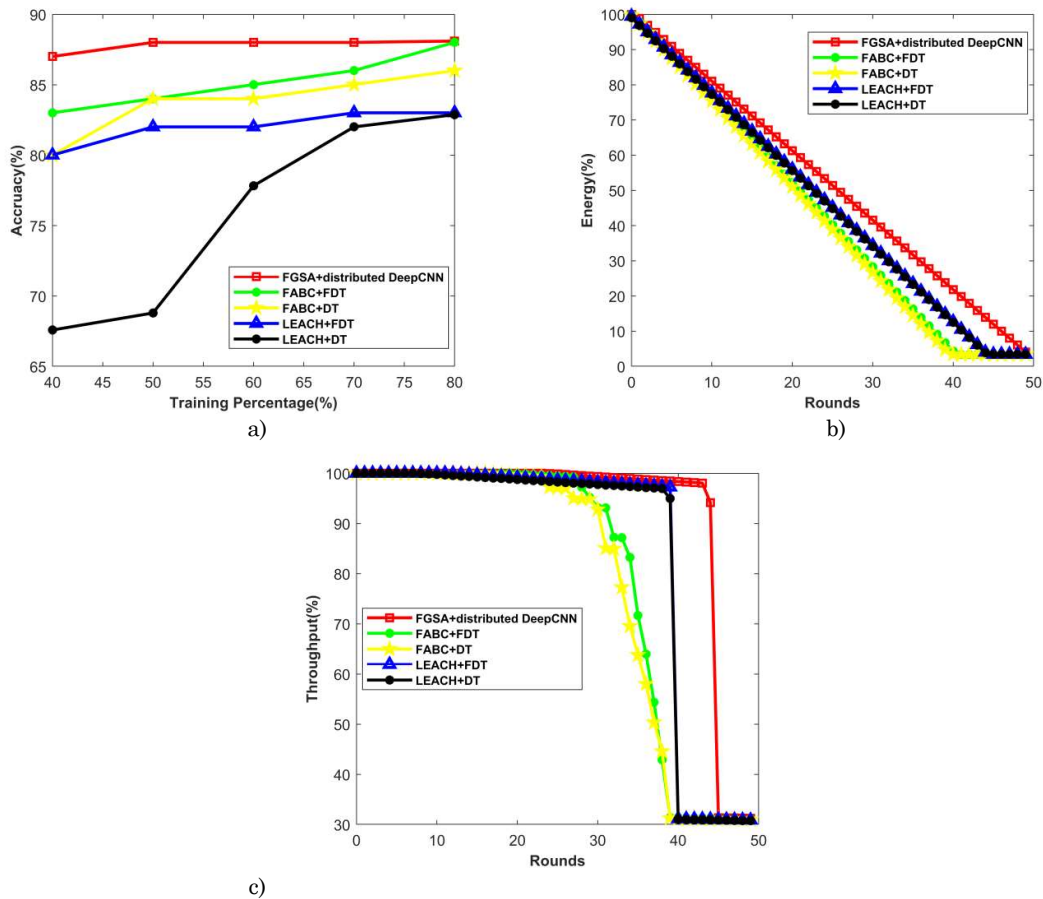 90
85
80
75
70
65
Accruacy(%)
FGSA+distributed DeepCNN
FABC+FDT
FABC+DT
LEACH+FDT
LEACH+DT
40 45 50 55 60 65 70 75 80
Training Percentage(%)
a)
100
90
80
70
60
50
40
30
20
10
0
Energy(%)
FGSA+distributed DeepCNN
FABC+FDT
FABC+DT
LEACH+FDT
LEACH+DT
0 10 20 30 40 50
Rounds
b)
100
90
80
70
60
50
40
30
Throughput(%)
FGSA+distributed DeepCNN
FABC+FDT
FABC+DT
LEACH+FDT
LEACH+DT
0 10 20 30 40 50
Rounds
c)